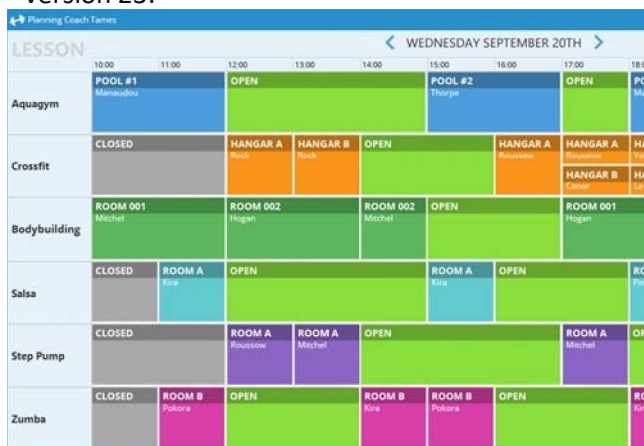 version 23:
Planning Coach Tames
LESSON
WEDNESDAY SEPTEMBER 20TH
10:00 11:00 12:00 13:00 14:00 15:00 16:00 17:00
Aquagym
POOL #1 OPEN POOL #2 OPEN
Manaudou Thorpe
Crossfit
CLOSED HANGAR A HANGAR B OPEN HANGAR A HANGAR A
Rock Rock Roussow Roussow
HANGAR B
Conor
Bodybuilding
ROOM 001 ROOM 002 ROOM 002 OPEN ROOM 001
Mitchel Hogan Mitchel Hogan
Salsa
CLOSED ROOM A OPEN ROOM A OPEN
Kira Kira
Step Pump
CLOSED ROOM A ROOM A OPEN ROOM A
Roussow Mitchel Mitchel
Zumba
CLOSED ROOM B OPEN ROOM B ROOM B OPEN
Pokora Kira Pokora